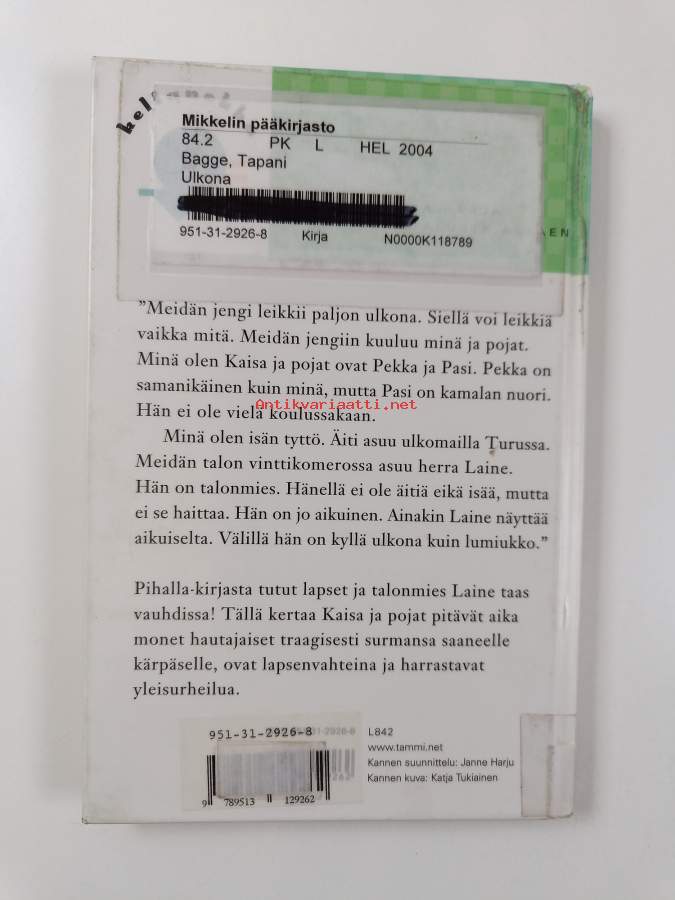 Mikkelin pääkirjasto
84.2 PK L HEL 2004
Bagge, Tapani
Ulkona
951-31-2926-8 Kirja N0000K118789
AEN
”Meidän jengi leikkii paljon ulkona. Siellä voi leikkiä
vaikka mitä. Meidän jengiin kuuluu minä ja pojat.
Minä olen Kaisa ja pojat ovat Pekka ja Pasi. Pekka on
samanikäinen kuin minä, mutta Pasi on kamalan nuori.
Antikvariaatti.net
Hän ei ole vielä koulussakaan.
Minä olen isän tyttö. Äiti asuu ulkomailla Turussa.
Meidän talon vinttikomerossa asuu herra Laine.
Hän on talonmies. Hänellä ei ole äitiä eikä isää, mutta
ei se haittaa. Hän on jo aikuinen. Ainakin Laine näyttää
aikuiselta. Välillä hän on kyllä ulkona kuin lumiukko.”
Pihalla-kirjasta tutut lapset ja talonmies Laine taas
vauhdissa! Tällä kertaa Kaisa ja pojat pitävät aika
monet hautajaiset traagisesti surmansa saaneelle
kärpäselle, ovat lapsenvahteina ja harrastavat
yleisurheilua.
951-31-2926-8
L842
www.tammi.net
Kannen suunnittelu: Janne Harju
Kannen kuva: Katja Tukiainen
9 789513 129262